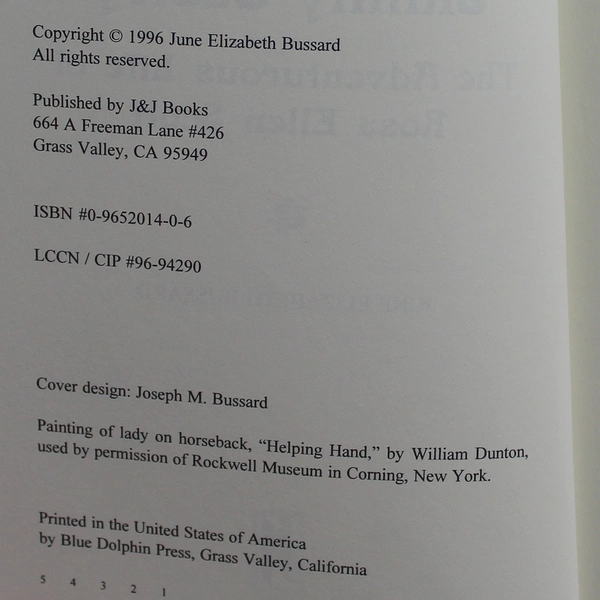 Copyright © 1996 June Elizabeth Bussard
All rights reserved.
Published by J&J Books
664 A Freeman Lane #426
Grass Valley, CA 95949
ISBN #0-9652014-0-6
LCCN / CIP #96-94290
Cover design: Joseph M. Bussard
Painting of lady on horseback, “Helping Hand,” by William Dunton,
used by permission of Rockwell Museum in Corning, New York.
Printed in the United States of America
by Blue Dolphin Press, Grass Valley, California
5 4 3 2 1